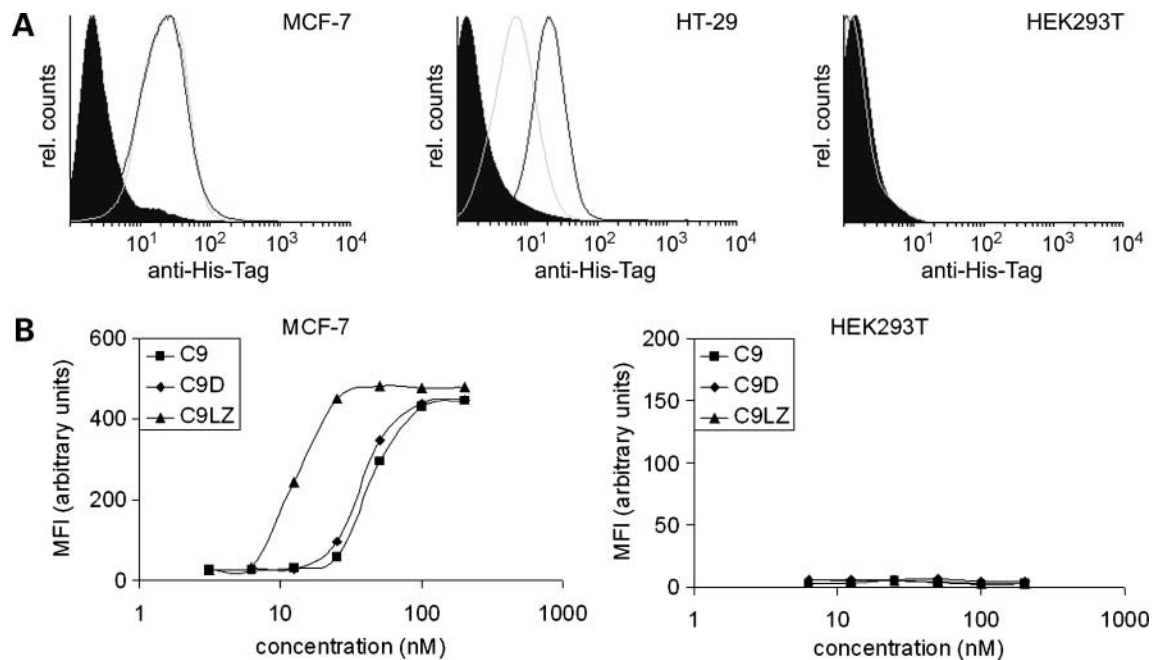 A
MCF-7
rel. counts
10^1 10^2 10^3 10^4
anti-His-Tag
HT-29
rel. counts
10^1 10^2 10^3 10^4
anti-His-Tag
HEK293T
rel. counts
10^1 10^2 10^3 10^4
anti-His-Tag
B
MCF-7
MFI (arbitrary units)
600
400
200
0
C9
C9D
C9LZ
1 10 100 1000
concentration (nM)
HEK293T
MFI (arbitrary units)
200
150
100
50
0
C9
C9D
C9LZ
1 10 100 1000
concentration (nM)